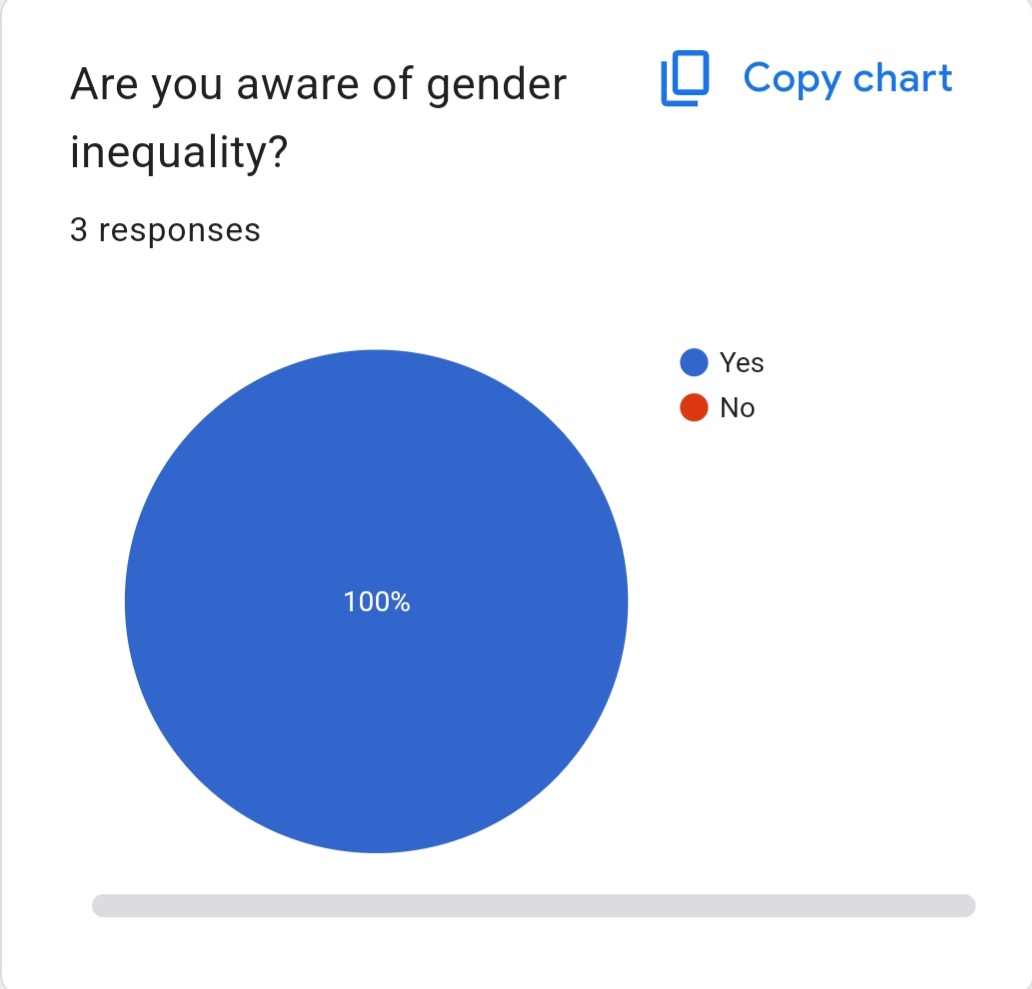 Are you aware of gender
inequality?
Copy chart
3 responses
Yes
No
100%